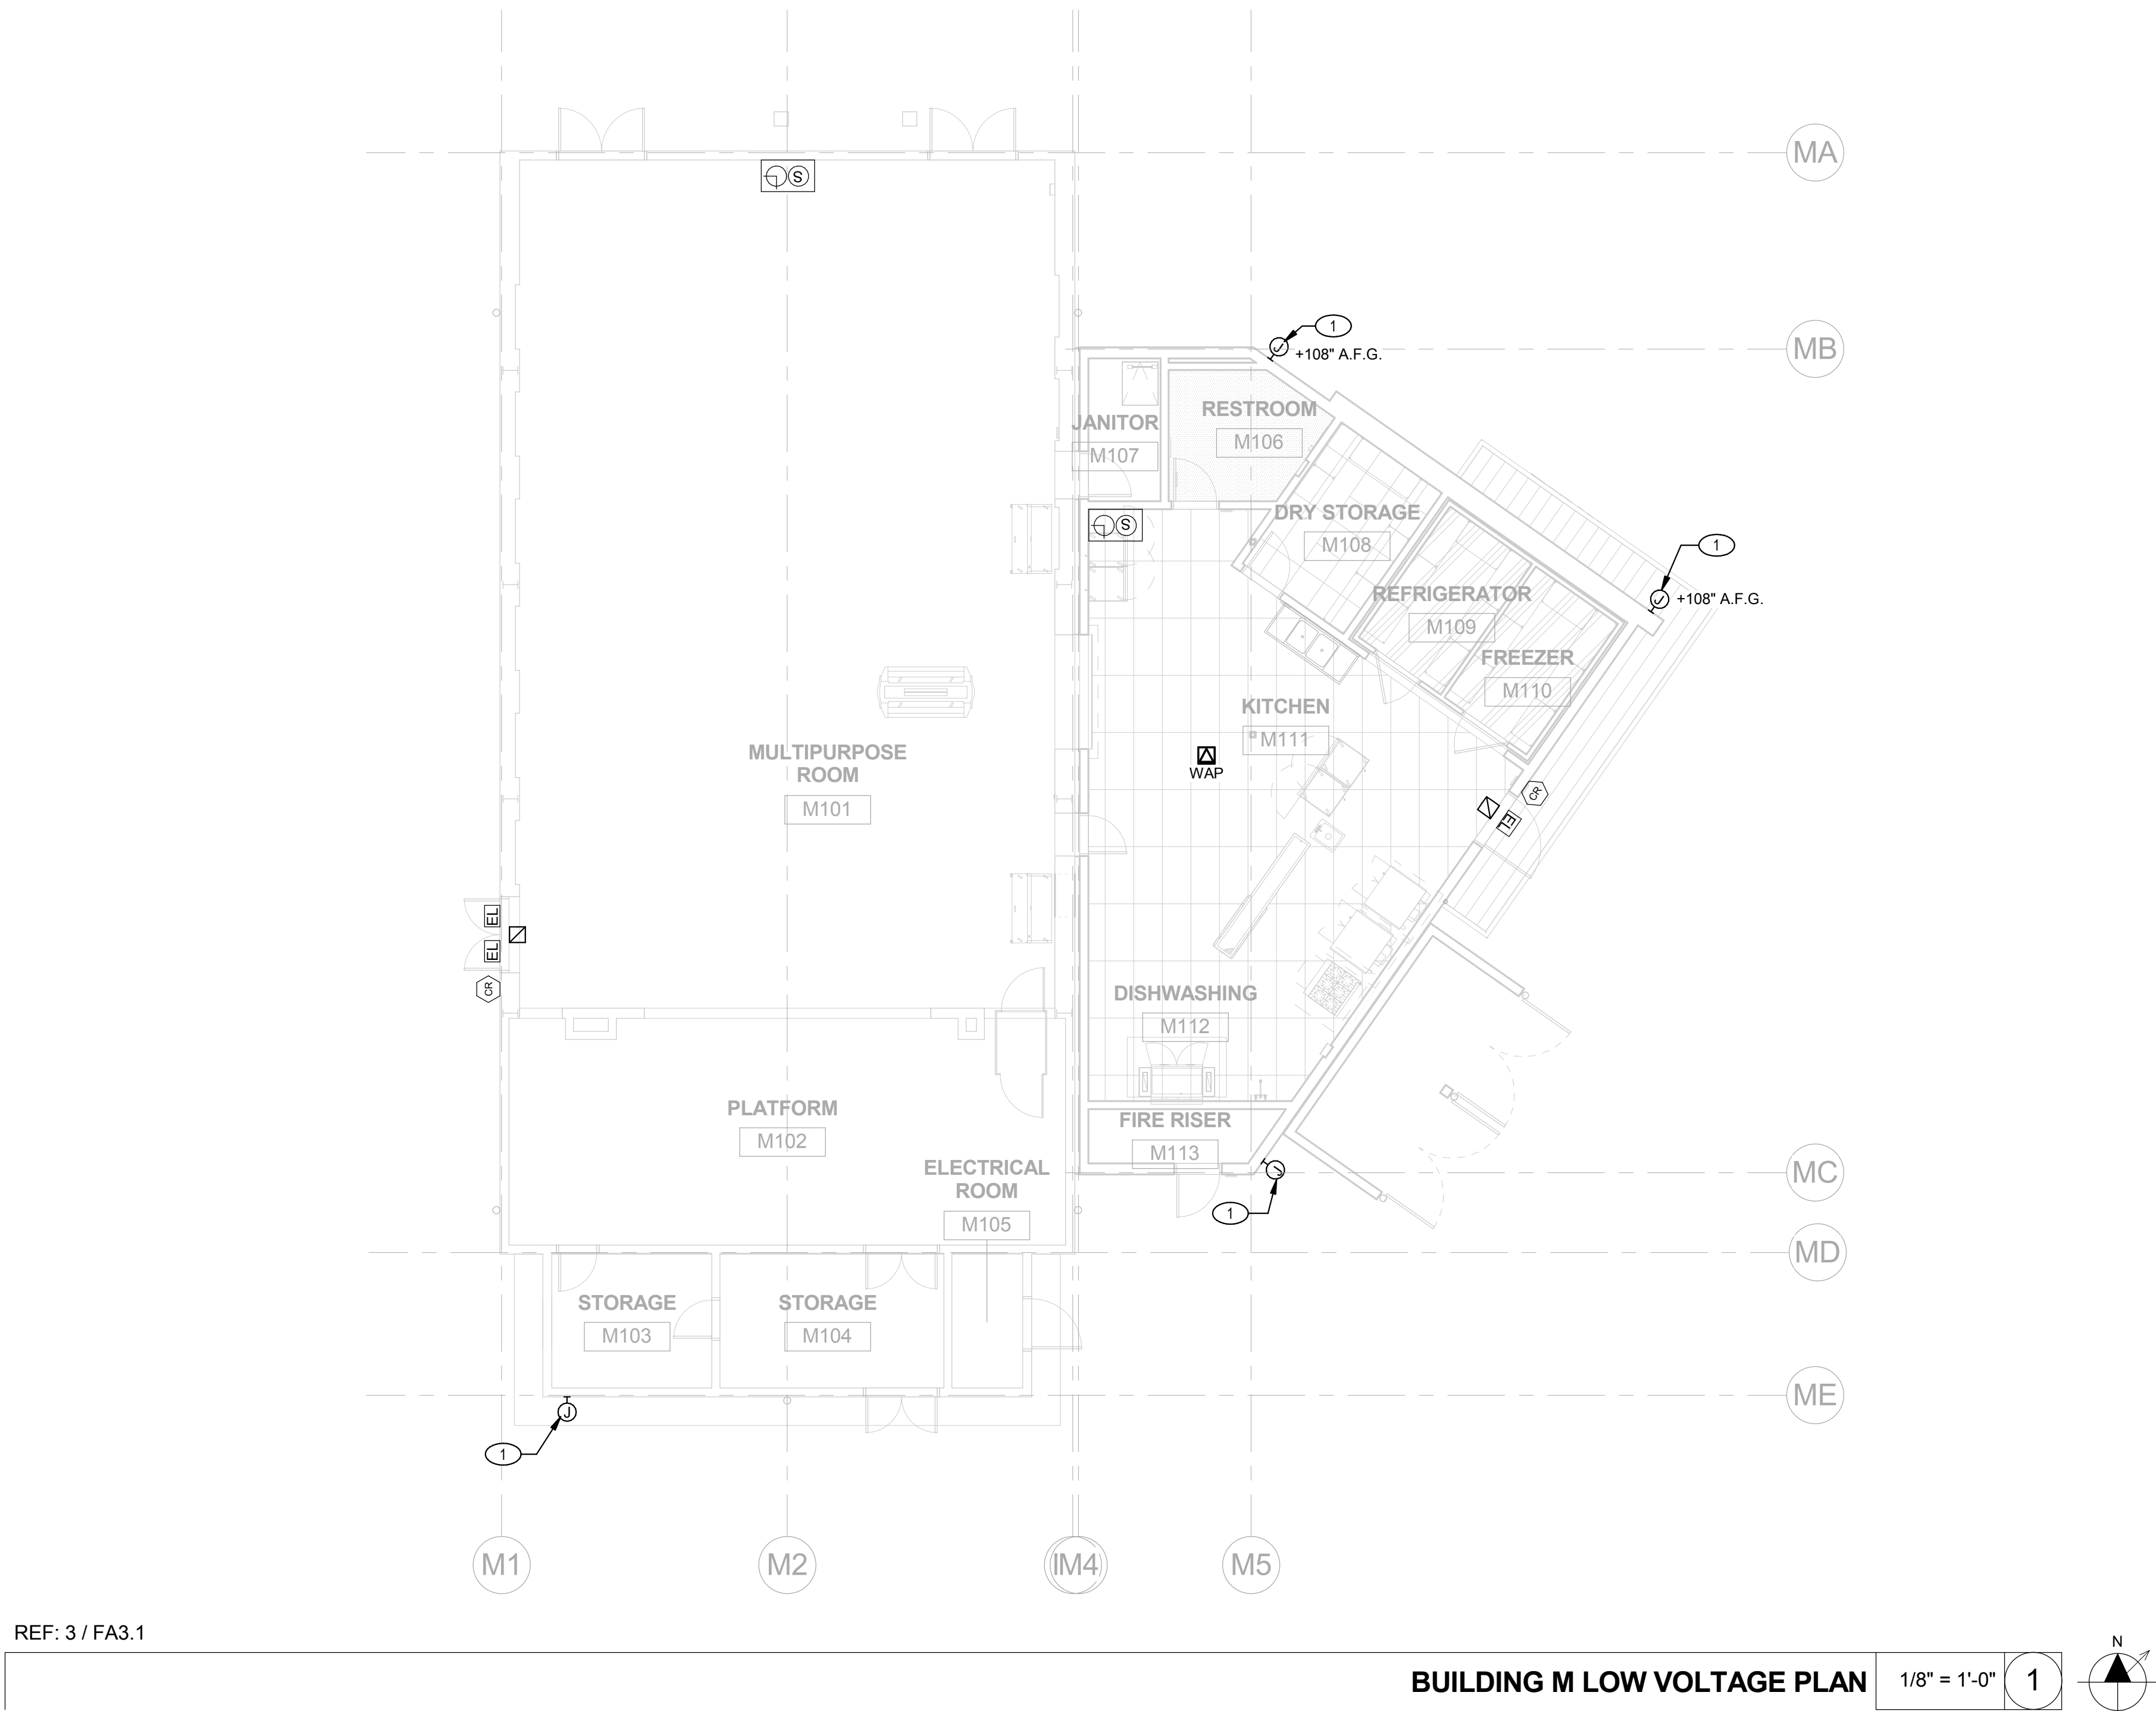 MA
S
1
MB
+108" A.F.G.
RESTROOM
JANITOR
M106
M107
DRY STORAGE
S
M108
1
REFRIGERATOR
+108" A.F.G.
M109
FREEZER
M110
KITCHEN
M111
MULTIPURPOSE
ROOM
WAP
M101
CR
EL
EL
EL
CR
DISHWASHING
M112
PLATFORM
FIRE RISER
M102
M113
ELECTRICAL
ROOM
J
J
J
MC
1
M105
MD
STORAGE
STORAGE
M103
M104
ME
J
1
M1
M2
M4
M5
REF: 3 / FA3.1
N
BUILDING M LOW VOLTAGE PLAN
1/8" = 1'-0"
1